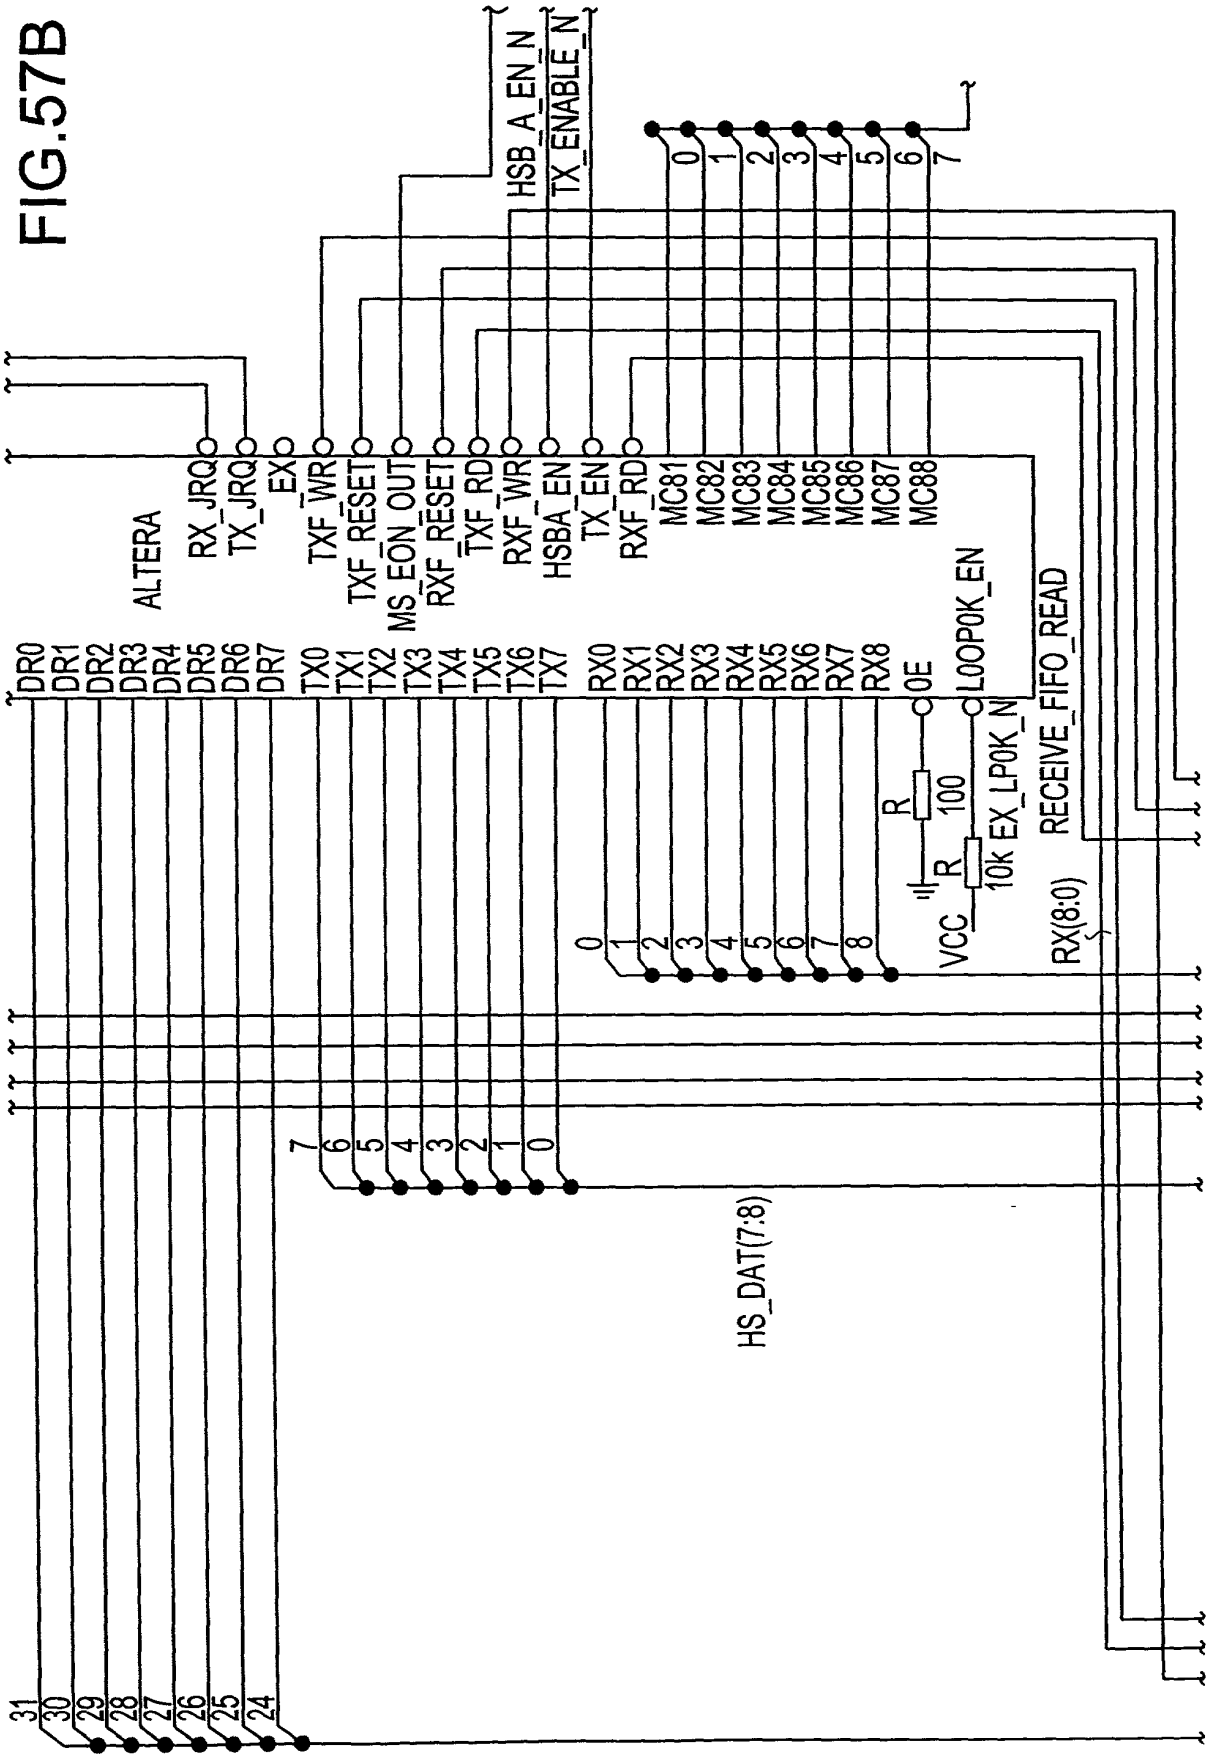 FIG.57B
ALTERA
DR0
DR1
DR2
DR3
DR4
DR5
DR6
DR7
TX0
TX1
TX2
TX3
TX4
TX5
TX6
TX7
RX0
RX1
RX2
RX3
RX4
RX5
RX6
RX7
RX8
OE
LOOP0K_EN
RX_JRQ
TX_JRQ
EX
TXF_WR
TXF_RESET
MS_EON_OUT
RXF_RESET
TXF_RD
RXF_WR
HSBA_EN
TX_EN
RXF_RD
MC81
MC82
MC83
MC84
MC85
MC86
MC87
MC88
HSB_A_EN_N
TX_ENABLE_N
0
1
2
3
4
5
6
7
31
30
29
28
27
26
25
24
7
6
5
4
3
2
1
0
0
1
2
3
4
5
6
7
8
R
100
R
10k
VCC
EX_LP0K_N
RECEIVE_FIFO_READ
RX(8:0)
HS_DAT(7:8)